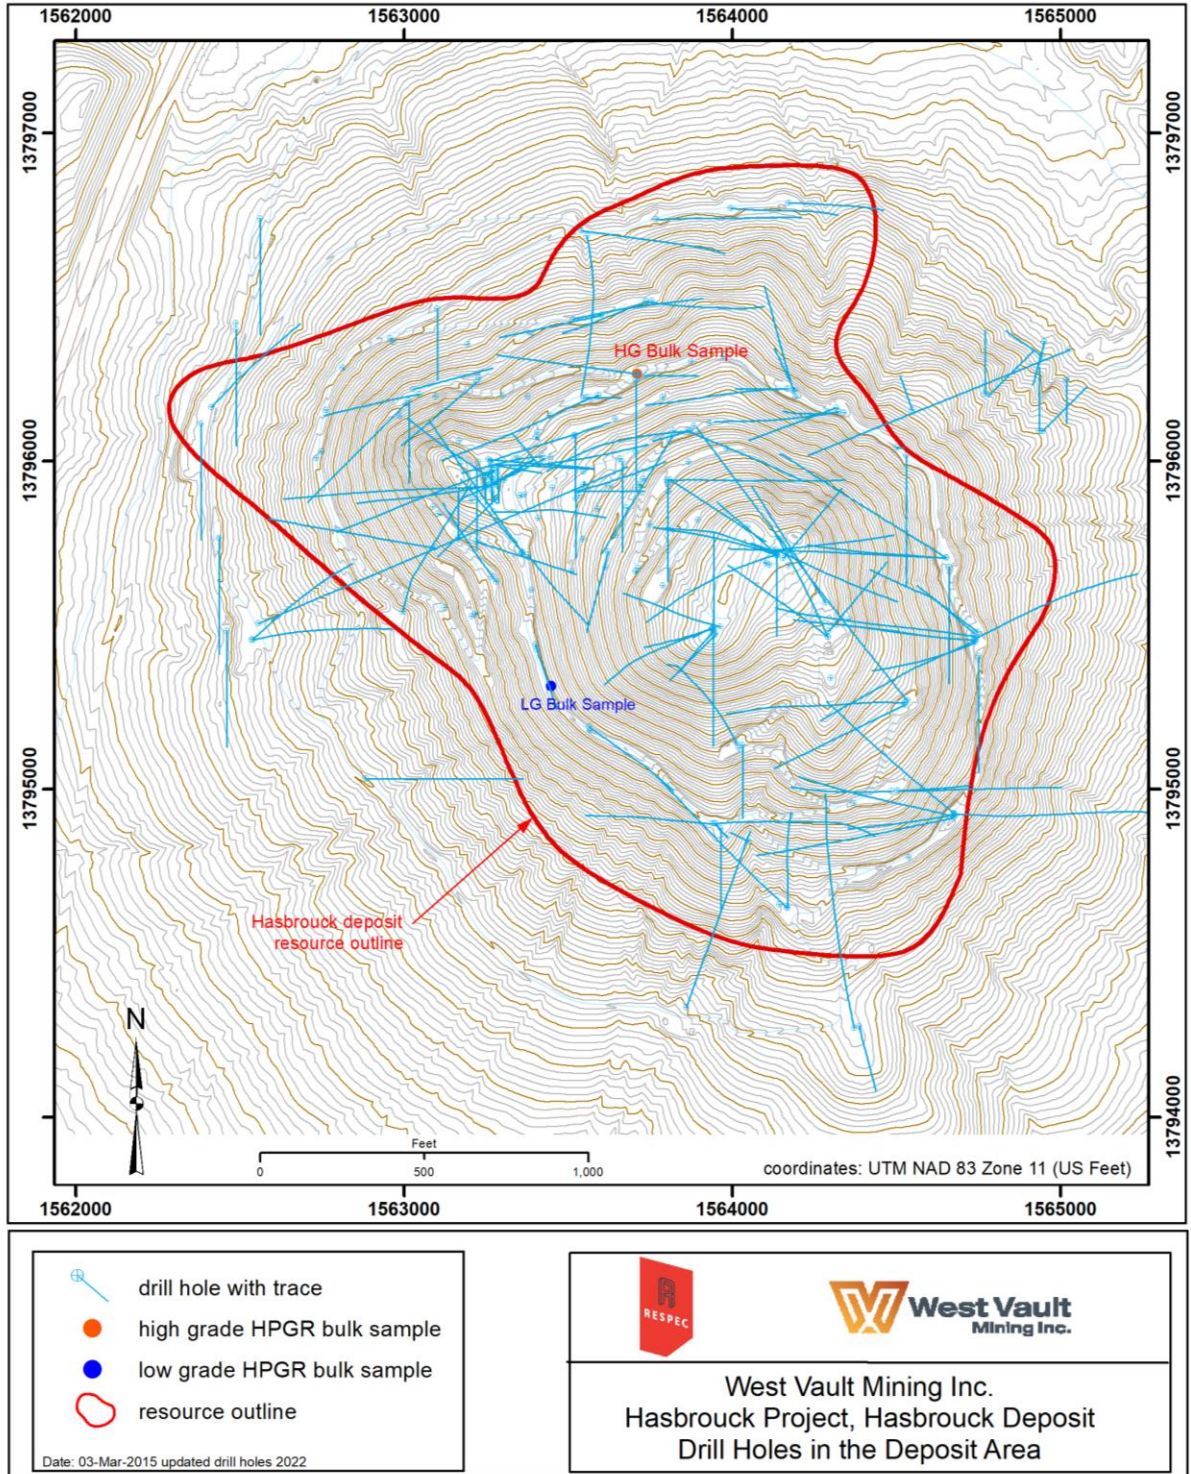 1562000
1563000
1564000
1565000
13797000
13797000
HG Bulk Sample
13796000
13796000
LG Bulk Sample
13795000
13795000
Hasbrouck deposit
resource outline
N
13794000
Feet
0
500
1,000
coordinates: UTM NAD 83 Zone 11 (US Feet)
1562000
1563000
1564000
1565000
drill hole with trace
high grade HPGR bulk sample
low grade HPGR bulk sample
resource outline
Date: 03-Mar-2015 updated drill holes 2022
RESPEC
West Vault
Mining Inc.
West Vault Mining Inc.
Hasbrouck Project, Hasbrouck Deposit
Drill Holes in the Deposit Area